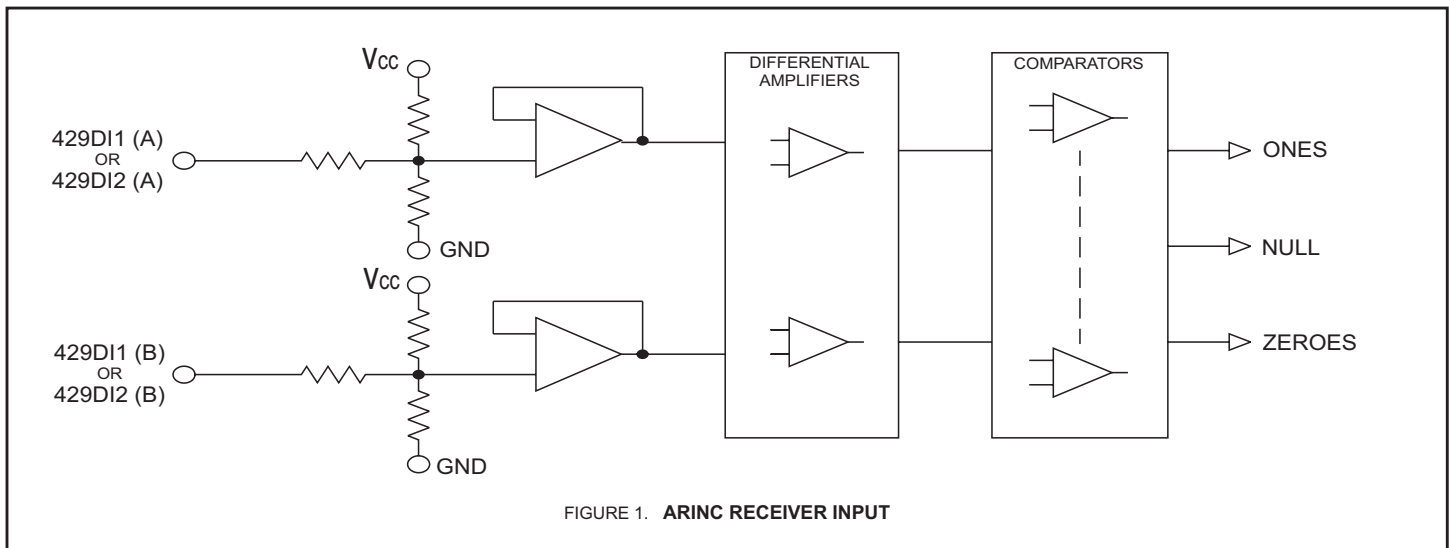 VCC
429DI1 (A)
OR
429DI2 (A)
GND
VCC
429DI1 (B)
OR
429DI2 (B)
GND
DIFFERENTIAL
AMPLIFIERS
COMPARATORS
ONES
NULL
ZEROES
FIGURE 1. ARINC RECEIVER INPUT